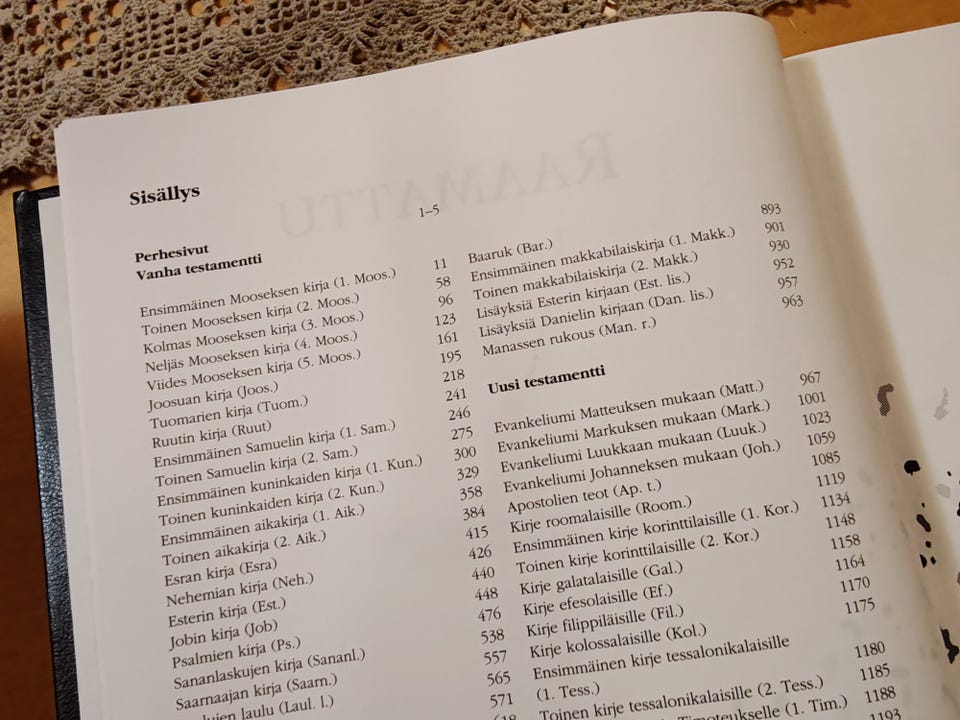 RAAMATTU
Sisällys
Perhesivut 1–5
Vanha testamentti
Ensimmäinen Mooseksen kirja (1. Moos.) 11
Toinen Mooseksen kirja (2. Moos.) 58
Kolmas Mooseksen kirja (3. Moos.) 96
Neljäs Mooseksen kirja (4. Moos.) 123
Viides Mooseksen kirja (5. Moos.) 161
Joosuan kirja (Joos.) 195
Tuomarien kirja (Tuom.) 218
Ruutin kirja (Ruut) 241
Ensimmäinen Samuelin kirja (1. Sam.) 246
Toinen Samuelin kirja (2. Sam.) 275
Ensimmäinen kuninkaiden kirja (1. Kun.) 300
Toinen kuninkaiden kirja (2. Kun.) 329
Ensimmäinen aikakirja (1. Aik.) 358
Toinen aikakirja (2. Aik.) 384
Esran kirja (Esra) 415
Nehemian kirja (Neh.) 426
Esterin kirja (Est.) 440
Jobin kirja (Job) 448
Psalmien kirja (Ps.) 476
Sananlaskujen kirja (Sananl.) 538
Saarnaajan kirja (Saarn.) 557
laulu (Laul. l.) 565
571
Baaruk (Bar.) 893
Ensimmäinen makkabilaiskirja (1. Makk.) 901
Toinen makkabilaiskirja (2. Makk.) 930
Lisäyksiä Esterin kirjaan (Est. lis.) 952
Lisäyksiä Danielin kirjaan (Dan. lis.) 957
Manassen rukous (Man. r.) 963
Uusi testamentti
Evankeliumi Matteuksen mukaan (Matt.) 967
Evankeliumi Markuksen mukaan (Mark.) 1001
Evankeliumi Luukkaan mukaan (Luuk.) 1023
Evankeliumi Johanneksen mukaan (Joh.) 1059
Apostolien teot (Ap. t.) 1085
Kirje roomalaisille (Room.) 1119
Ensimmäinen kirje korinttilaisille (1. Kor.) 1134
Toinen kirje korinttilaisille (2. Kor.) 1148
Kirje galatalaisille (Gal.) 1158
Kirje efesolaisille (Ef.) 1164
Kirje filippiläisille (Fil.) 1170
Kirje kolossalaisille (Kol.) 1175
Ensimmäinen kirje tessalonikalaisille
(1. Tess.) 1180
Toinen kirje tessalonikalaisille (2. Tess.) 1185
Timoteukselle (1. Tim.) 1188
1193